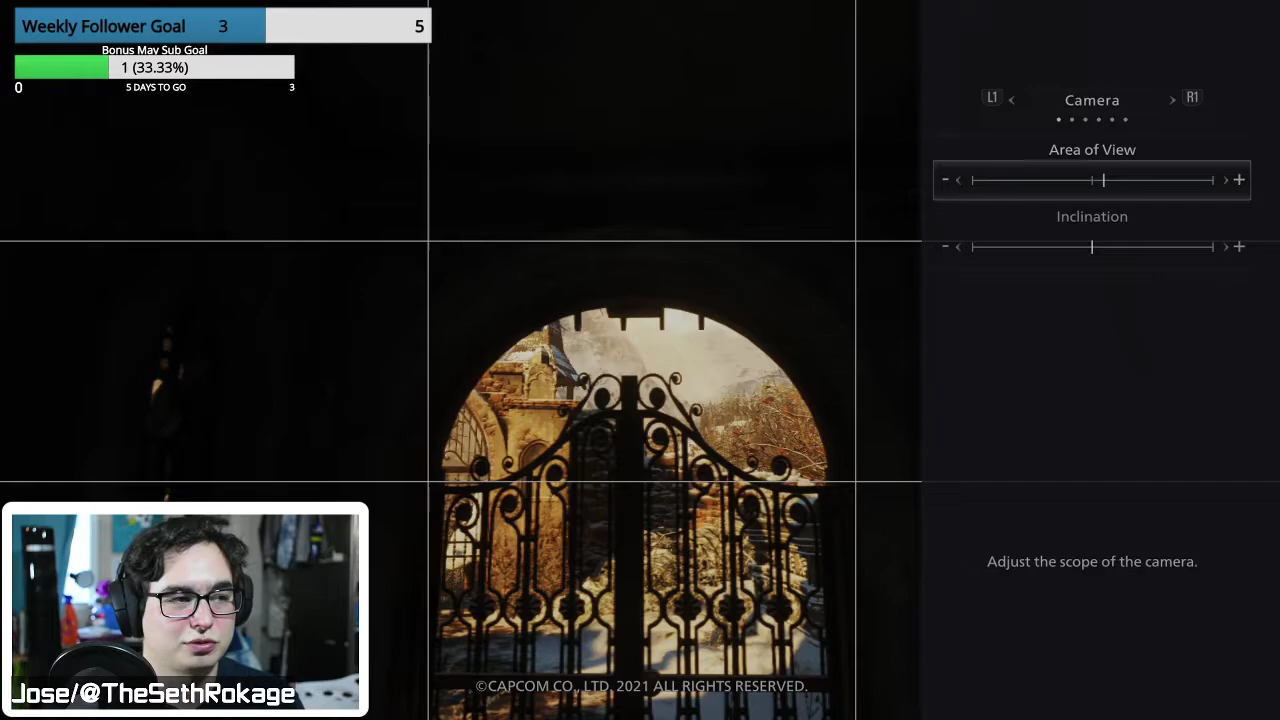 Weekly Follower Goal 3 5
Bonus May Sub Goal
1 (33.33%)
0 5 DAYS TO GO 3
L1 Camera R1
Area of View
- +
Inclination
- +
Adjust the scope of the camera.
©CAPCOM CO., LTD. 2021 ALL RIGHTS RESERVED.
Jose/@TheSethRokage